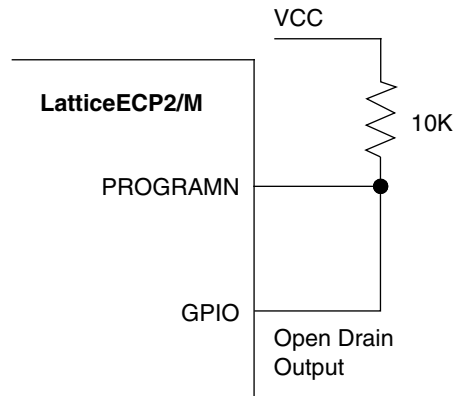 VCC
LatticeECP2/M
10K
PROGRAMN
GPIO
Open Drain
Output